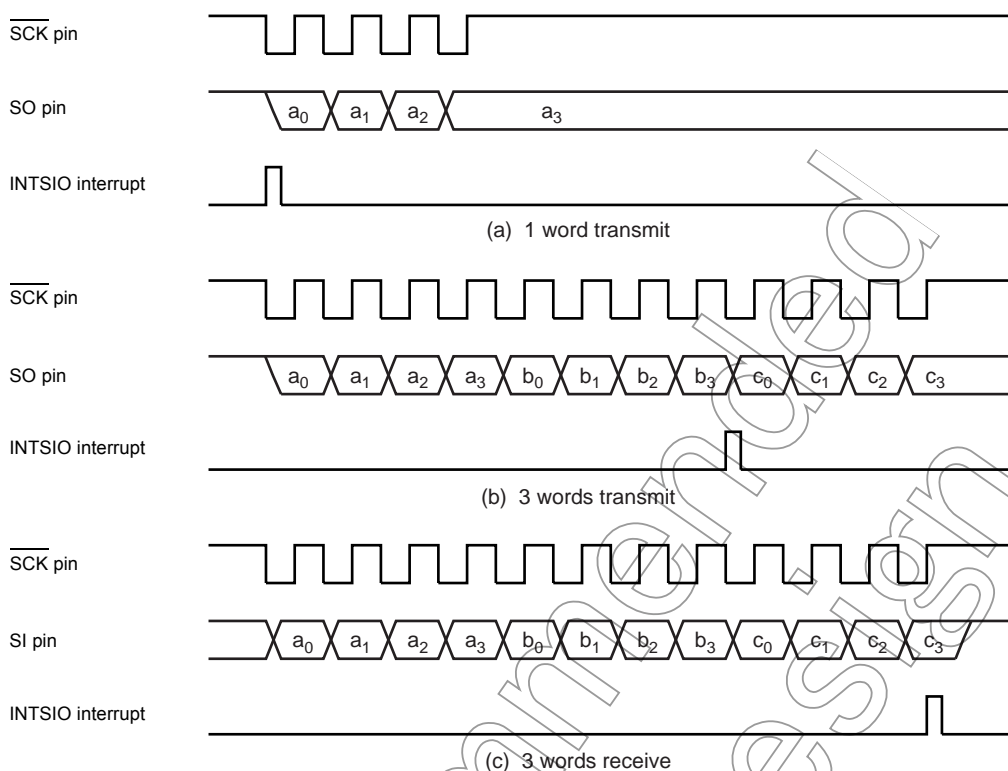 SCK pin
SO pin
a0 a1 a2 a3
INTSIO interrupt
(a) 1 word transmit
SCK pin
SO pin
a0 a1 a2 a3 b0 b1 b2 b3 c0 c1 c2 c3
INTSIO interrupt
(b) 3 words transmit
SCK pin
SI pin
a0 a1 a2 a3 b0 b1 b2 b3 c0 c1 c2 c3
INTSIO interrupt
(c) 3 words receive